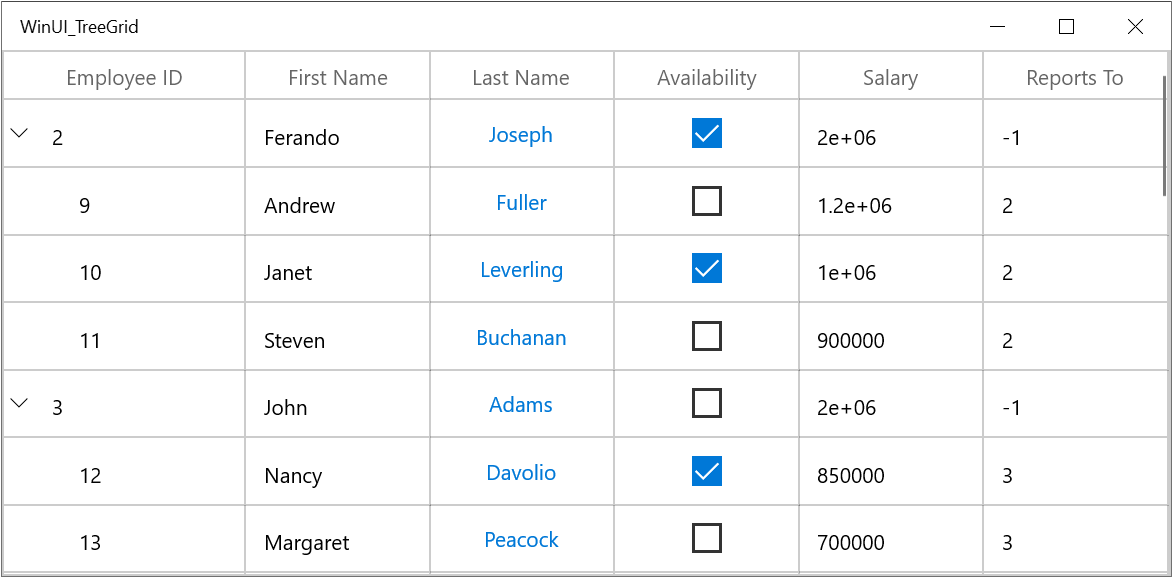 WinUI_TreeGrid
Employee ID First Name Last Name Availability Salary Reports To
2 Ferando Joseph 2e+06 -1
9 Andrew Fuller 1.2e+06 2
10 Janet Leverling 1e+06 2
11 Steven Buchanan 900000 2
3 John Adams 2e+06 -1
12 Nancy Davolio 850000 3
13 Margaret Peacock 700000 3